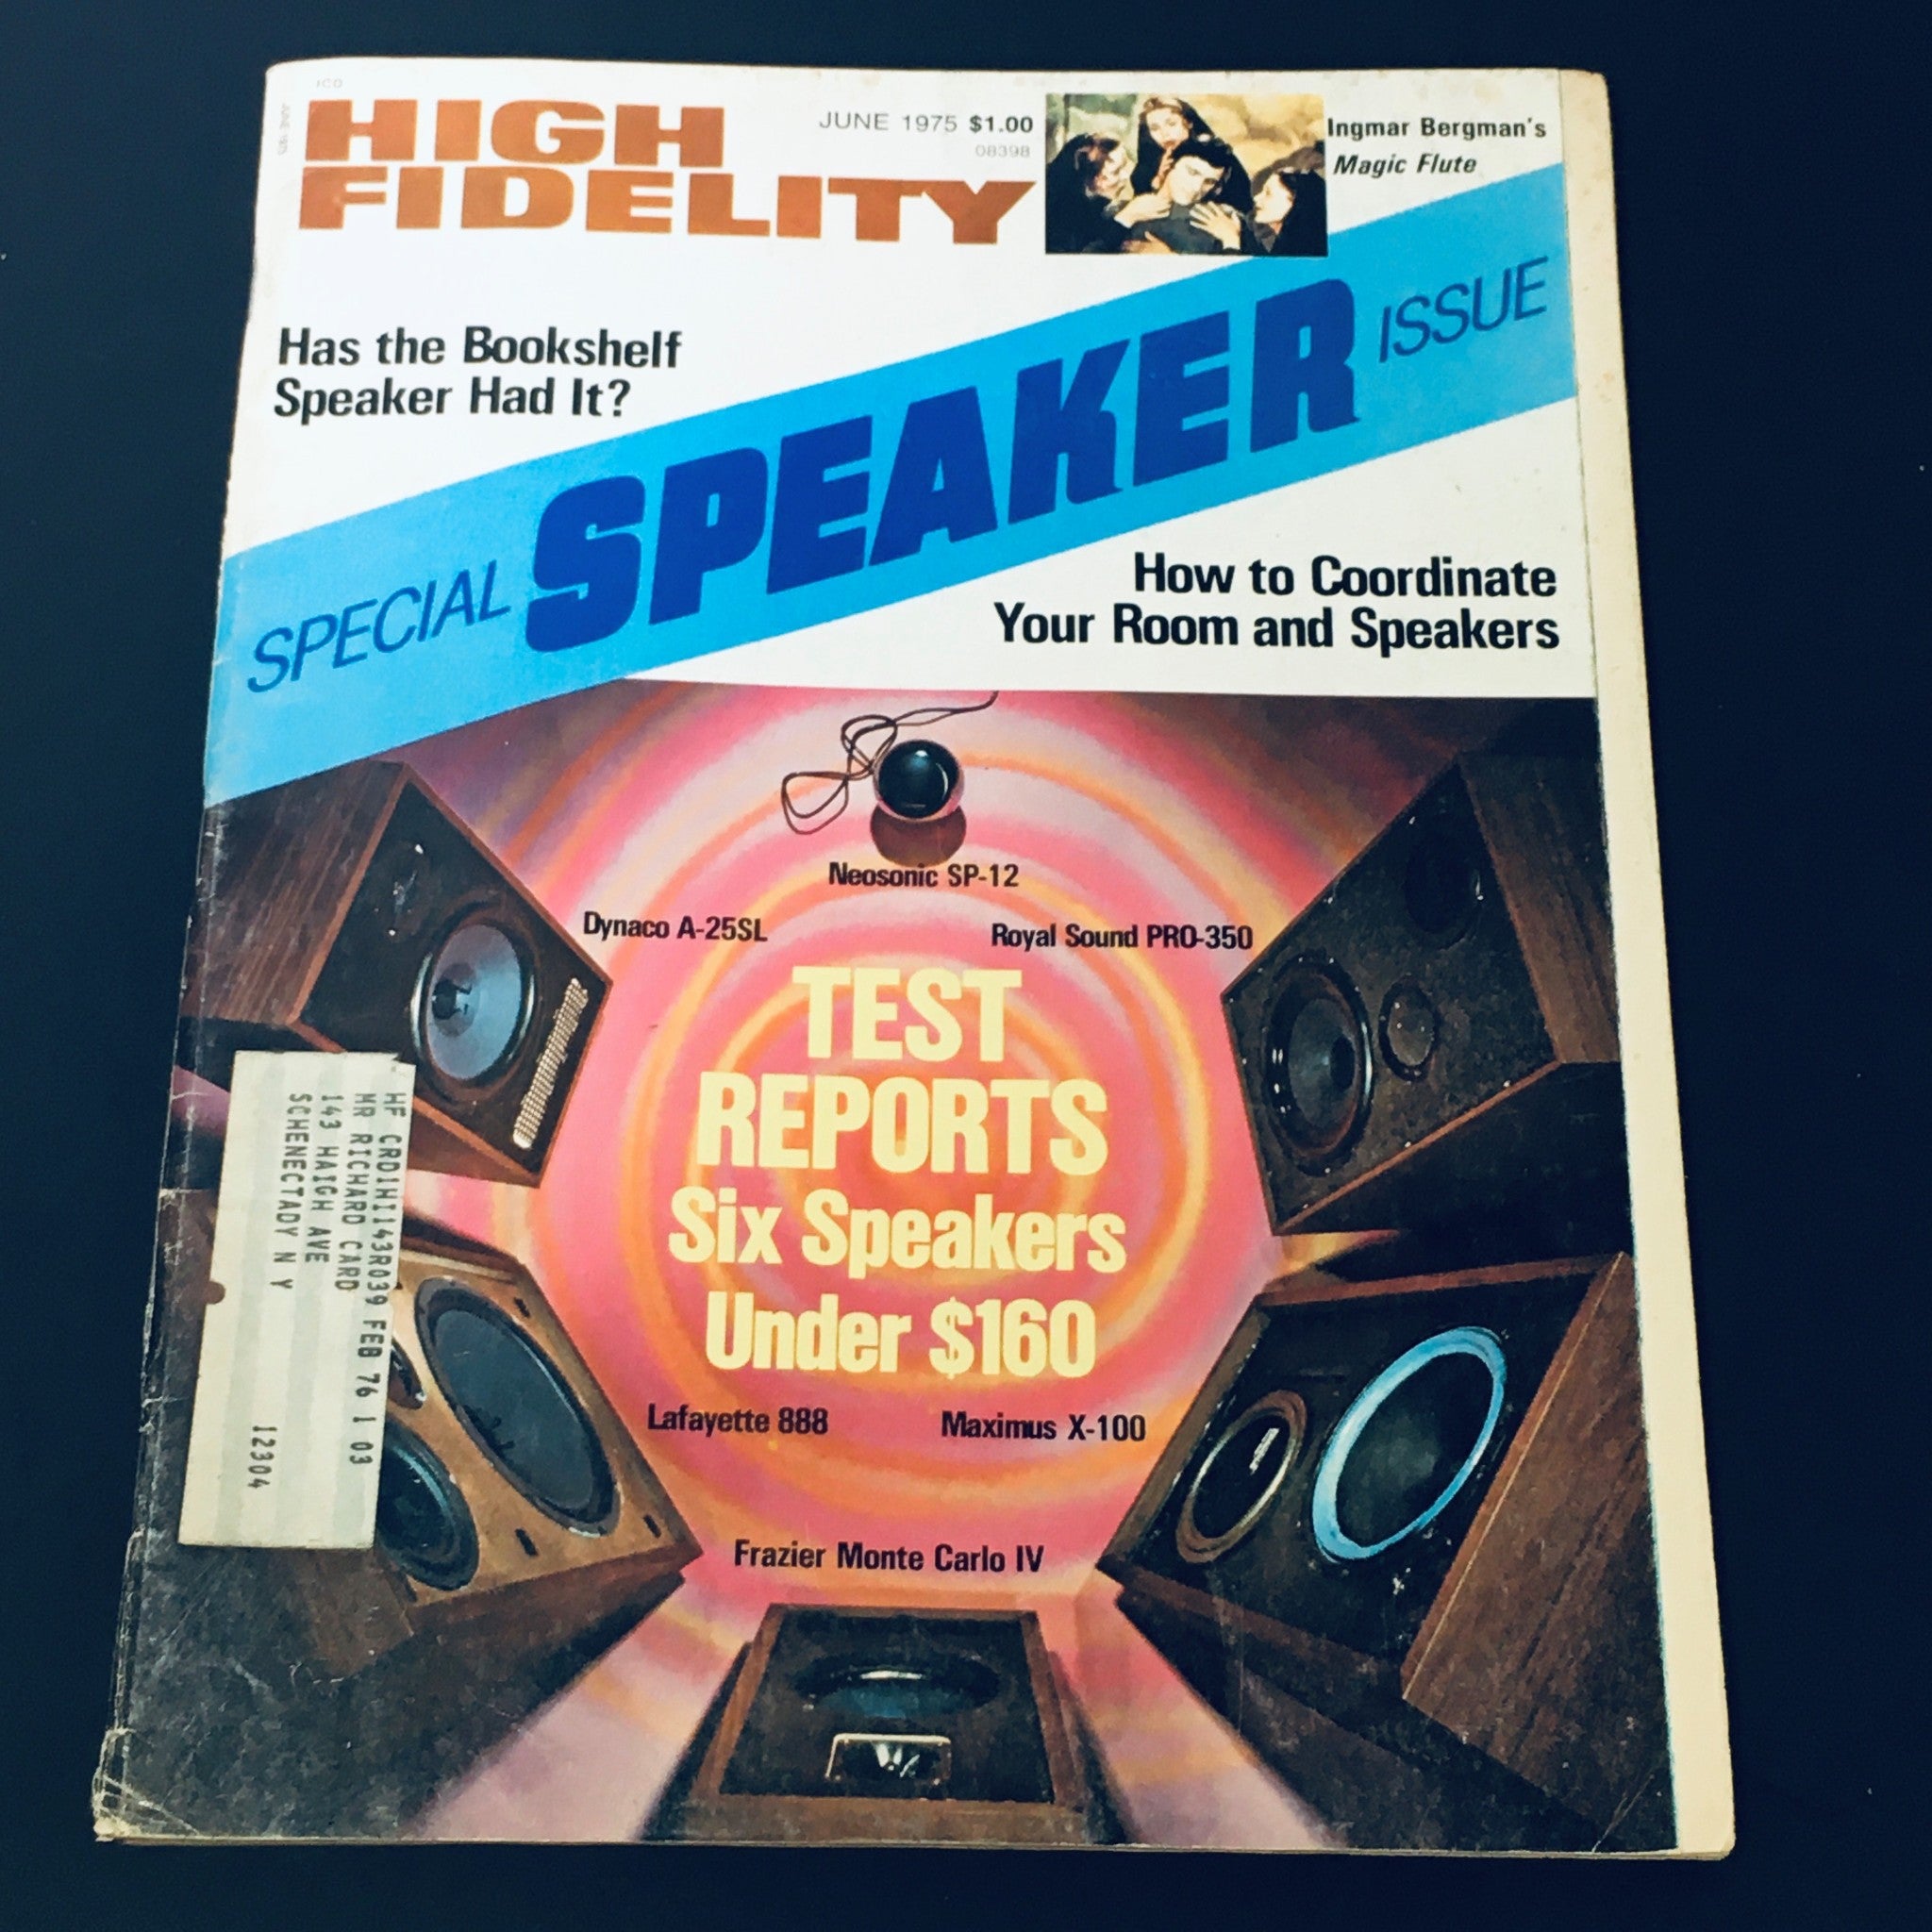 ICD
JUNE 1975
HIGH
FIDELITY
JUNE 1975 $1.00
08398
Ingmar Bergman's
Magic Flute
Has the Bookshelf
Speaker Had It?
SPECIAL SPEAKER ISSUE
How to Coordinate
Your Room and Speakers
Neosonic SP-12
Dynaco A-25SL
Royal Sound PRO-350
TEST
REPORTS
Six Speakers
Under $160
Lafayette 888
Maximus X-100
Frazier Monte Carlo IV
HF CRD1HI143R039 FEB 76 1 03
MR RICHARD CARD
143 HAIGH AVE
SCHENECTADY N Y
12304